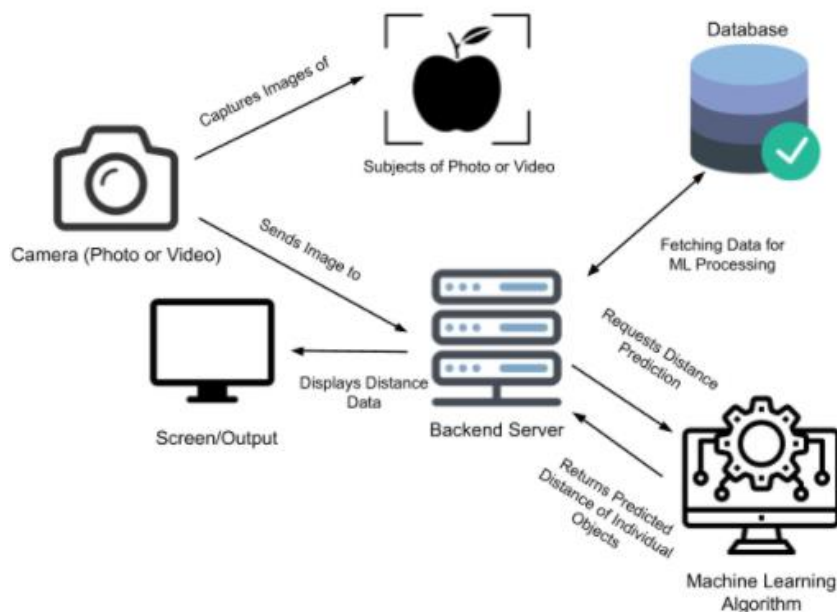 Database
Captures Images of
Subjects of Photo or Video
Camera (Photo or Video)
Sends Image to
Fetching Data for
ML Processing
Requests Distance
Prediction
Displays Distance
Data
Screen/Output
Backend Server
Returns Predicted
Distance of Individual
Objects
Machine Learning
Algorithm